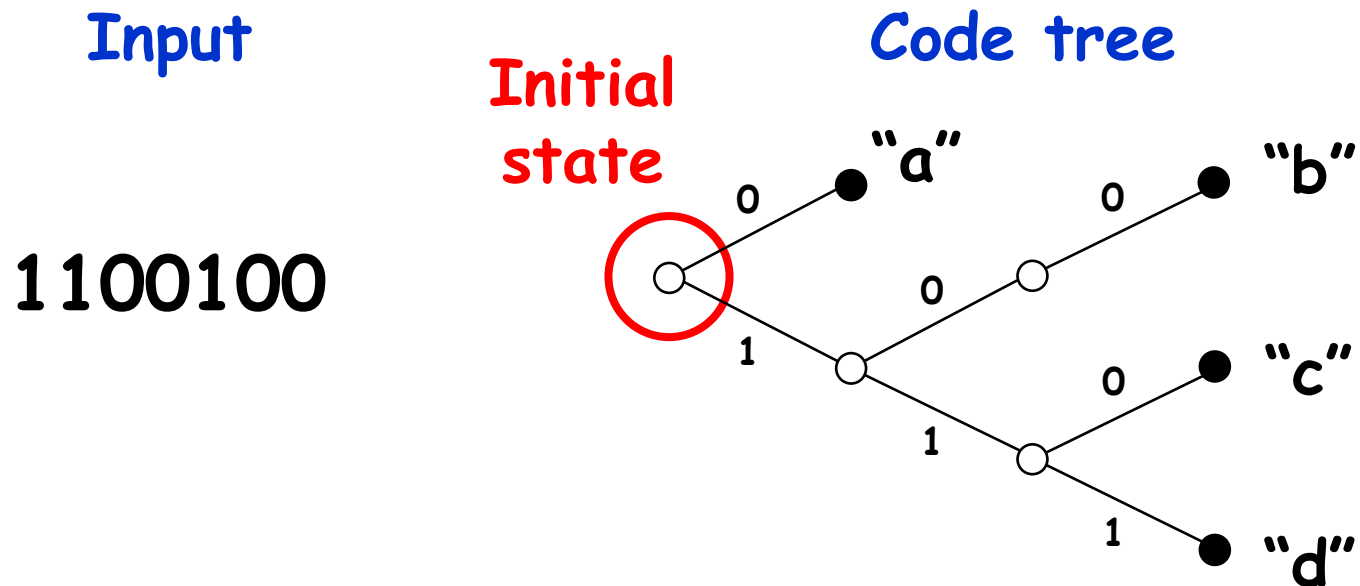 Input
Code tree
Initial
state
“a”
“b”
0
0
1100100
0
1
“c”
0
1
1
“d”